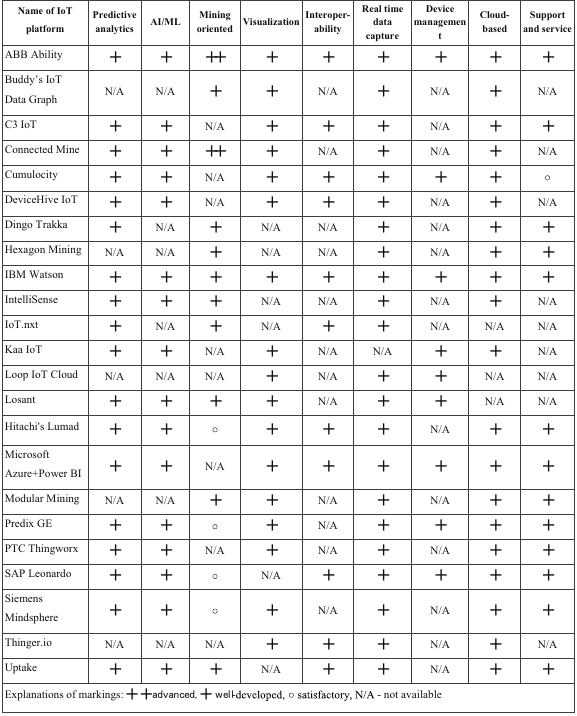 Name of IoT platform | Predictive analytics | AI/ML | Mining oriented | Visualization | Interoper-ability | Real time data capture | Device managemen t | Cloud-based | Support and service
ABB Ability | + | + | ++ | + | + | + | + | + | +
Buddy's IoT Data Graph | N/A | N/A | + | + | N/A | + | N/A | + | N/A
C3 IoT | + | + | N/A | + | + | + | N/A | + | +
Connected Mine | + | + | ++ | + | N/A | + | N/A | + | N/A
Cumulocity | + | + | N/A | + | + | + | + | + | ○
DeviceHive IoT | + | + | N/A | + | + | + | N/A | + | N/A
Dingo Trakka | + | N/A | + | N/A | N/A | + | N/A | + | +
Hexagon Mining | N/A | N/A | + | N/A | N/A | + | N/A | + | +
IBM Watson | + | + | + | + | + | + | + | + | +
IntelliSense | + | + | + | N/A | N/A | + | N/A | + | N/A
IoT.nxt | + | N/A | + | N/A | + | + | N/A | N/A | N/A
Kaa IoT | + | + | N/A | + | N/A | N/A | + | + | N/A
Loop IoT Cloud | N/A | N/A | N/A | + | N/A | + | + | N/A | N/A
Losant | + | + | + | + | N/A | + | + | N/A | N/A
Hitachi's Lumad | + | + | ○ | + | + | + | N/A | + | +
Microsoft Azure+Power BI | + | + | N/A | + | + | + | + | + | +
Modular Mining | N/A | N/A | + | + | N/A | + | N/A | + | +
Predix GE | + | + | ○ | + | N/A | + | + | + | +
PTC Thingworx | + | + | N/A | + | N/A | + | N/A | + | +
SAP Leonardo | + | + | ○ | N/A | + | + | + | + | +
Siemens Mindsphere | + | + | ○ | + | N/A | + | N/A | + | +
Thinger.io | N/A | N/A | N/A | + | + | + | N/A | + | N/A
Uptake | + | + | + | N/A | + | + | N/A | + | +
Explanations of markings: ++advanced, + well-developed, ○ satisfactory, N/A - not available